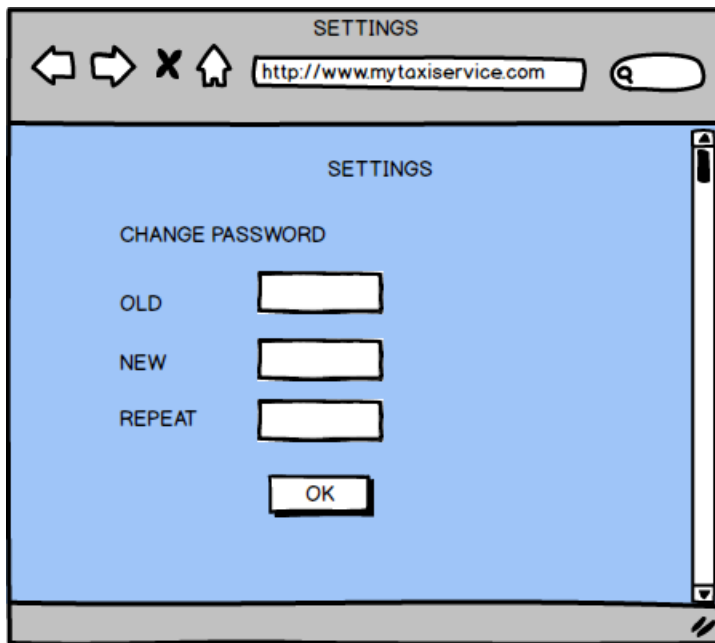 SETTINGS
http://www.mytaxiservice.com
SETTINGS
CHANGE PASSWORD
OLD
NEW
REPEAT
OK